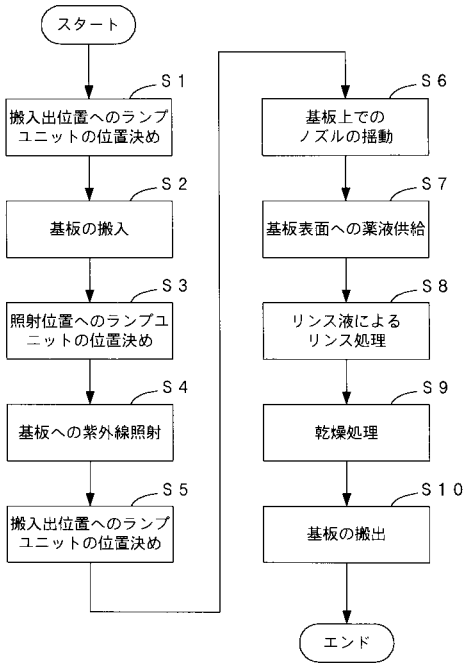 スタート
S1
搬入出位置へのランプ
ユニットの位置決め
S2
基板の搬入
S3
照射位置へのランプユ
ニットの位置決め
S4
基板への紫外線照射
S5
搬入出位置へのランプ
ユニットの位置決め
S6
基板上での
ノズルの揺動
S7
基板表面への薬液供給
S8
リンス液による
リンス処理
S9
乾燥処理
S10
基板の搬出
エンド